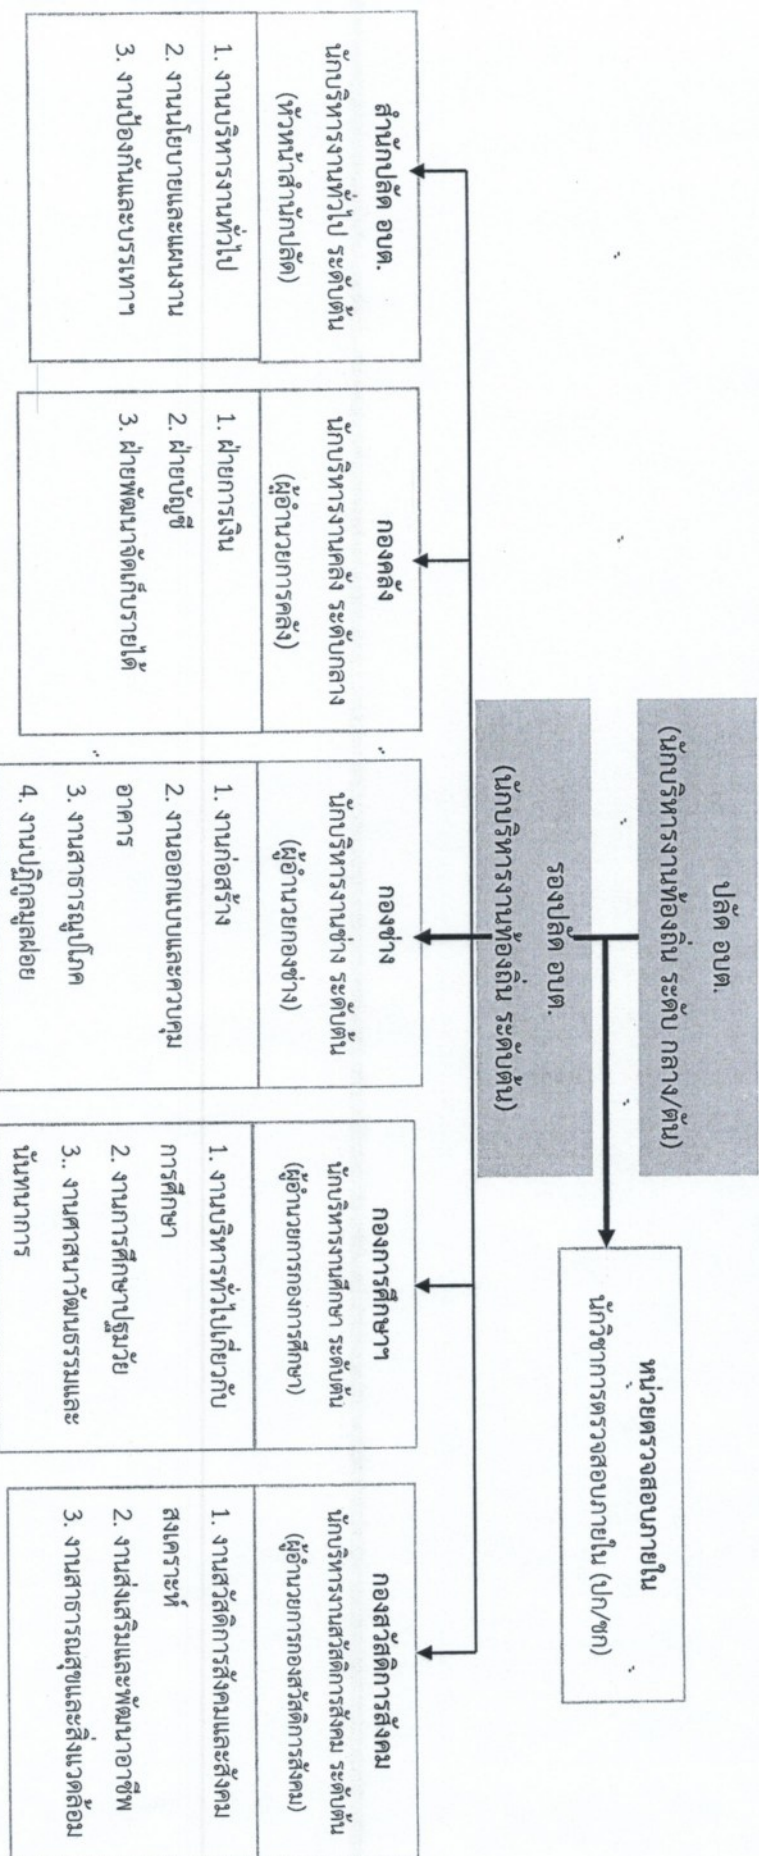 ปลัด อบต.
(นักบริหารงานท้องถิ่น ระดับ กลาง/ต้น)
หน่วยตรวจสอบภายใน
นักวิชาการตรวจสอบภายใน (ปก/ชก)
รองปลัด อบต.
(นักบริหารงานท้องถิ่น ระดับต้น)
สำนักปลัด อบต.
นักบริหารงานทั่วไป ระดับต้น
(หัวหน้าสำนักปลัด)
1. งานบริหารงานทั่วไป
2. งานนโยบายและแผนงาน
3. งานป้องกันและบรรเทาฯ
กองคลัง
นักบริหารงานคลัง ระดับกลาง
(ผู้อำนวยการคลัง)
1. ฝ่ายการเงิน
2. ฝ่ายบัญชี
3. ฝ่ายพัฒนาจัดเก็บรายได้
กองช่าง
นักบริหารงานช่าง ระดับต้น
(ผู้อำนวยกองช่าง)
1. งานก่อสร้าง
2. งานออกแบบและควบคุม
อาคาร
3. งานสาธารณูปโภค
4. งานปฏิกูลมูลฝอย
กองการศึกษาฯ
นักบริหารงานศึกษา ระดับต้น
(ผู้อำนวยการกองการศึกษา)
1. งานบริหารทั่วไปเกี่ยวกับ
การศึกษา
2. งานการศึกษาปฐมวัย
3.. งานศาสนาวัฒนธรรมและ
นันทนาการ
กองสวัสดิการสังคม
นักบริหารงานสวัสดิการสังคม ระดับต้น
(ผู้อำนวยการกองสวัสดิการสังคม)
1. งานสวัสดิการสังคมและสังคม
สงเคราะห์
2. งานส่งเสริมและพัฒนาอาชีพ
3. งานสาธารณสุขและสิ่งแวดล้อม